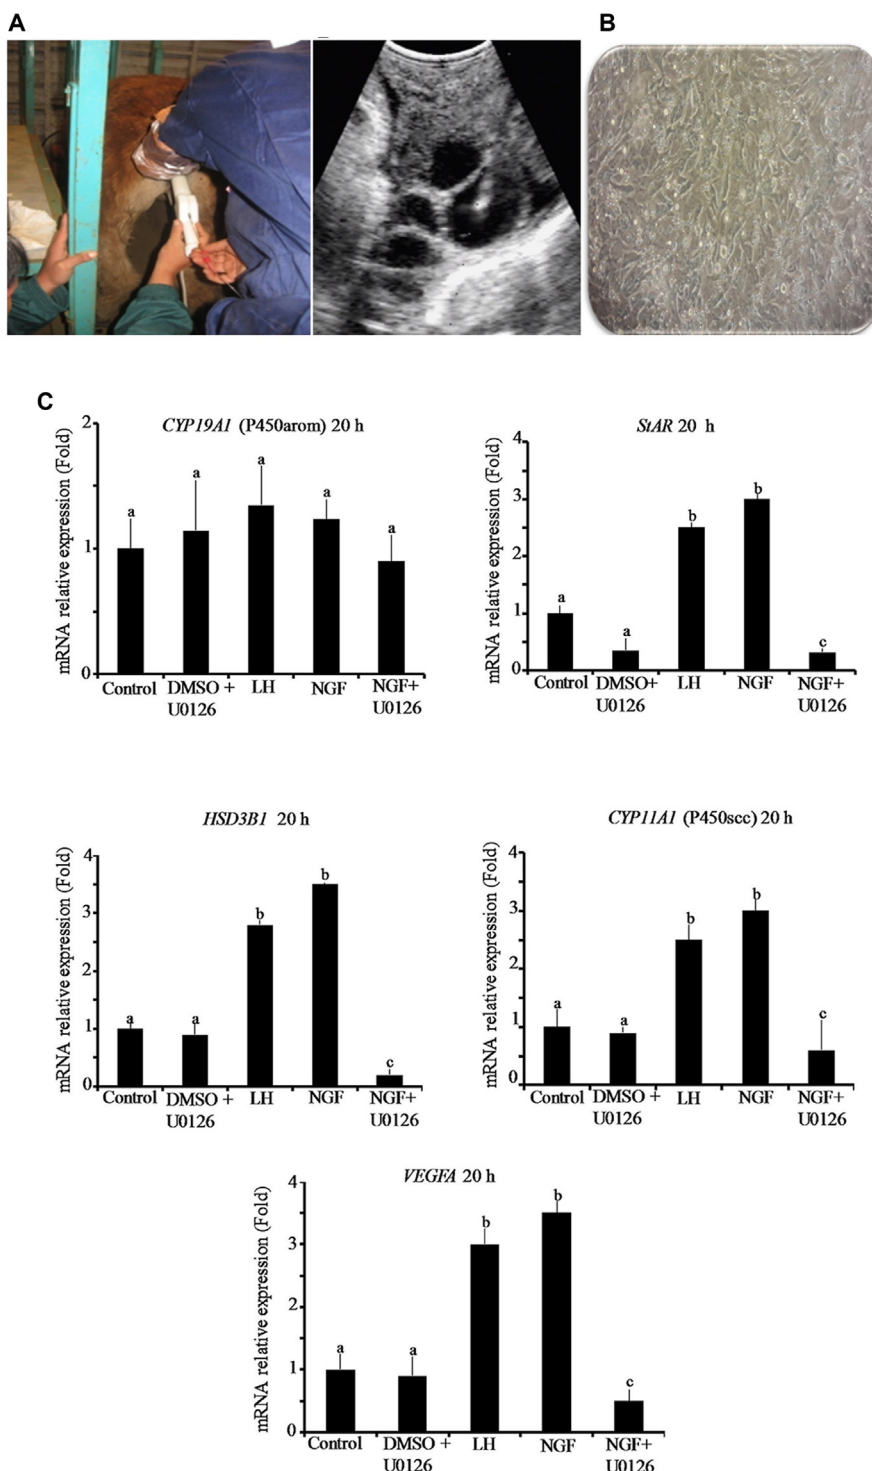 A
B
C
CYP19A1 (P450arom) 20 h
mRNA relative expression (Fold)
2
1
0
a
a
a
a
a
Control
DMSO +
U0126
LH
NGF
NGF+
U0126
StAR 20 h
mRNA relative expression (Fold)
4
3
2
1
0
a
a
b
b
c
Control
DMSO+
U0126
LH
NGF
NGF+
U0126
HSD3B1 20 h
mRNA relative expression (Fold)
4
3
2
1
0
a
a
b
b
c
Control
DMSO +
U0126
LH
NGF
NGF+
U0126
CYP11A1 (P450scc) 20 h
mRNA relative expression (Fold)
4
3
2
1
0
a
a
b
b
c
Control
DMSO +
U0126
LH
NGF
NGF+
U0126
VEGFA 20 h
mRNA relative expression (Fold)
4
3
2
1
0
a
a
b
b
c
Control
DMSO +
U0126
LH
NGF
NGF+
U0126